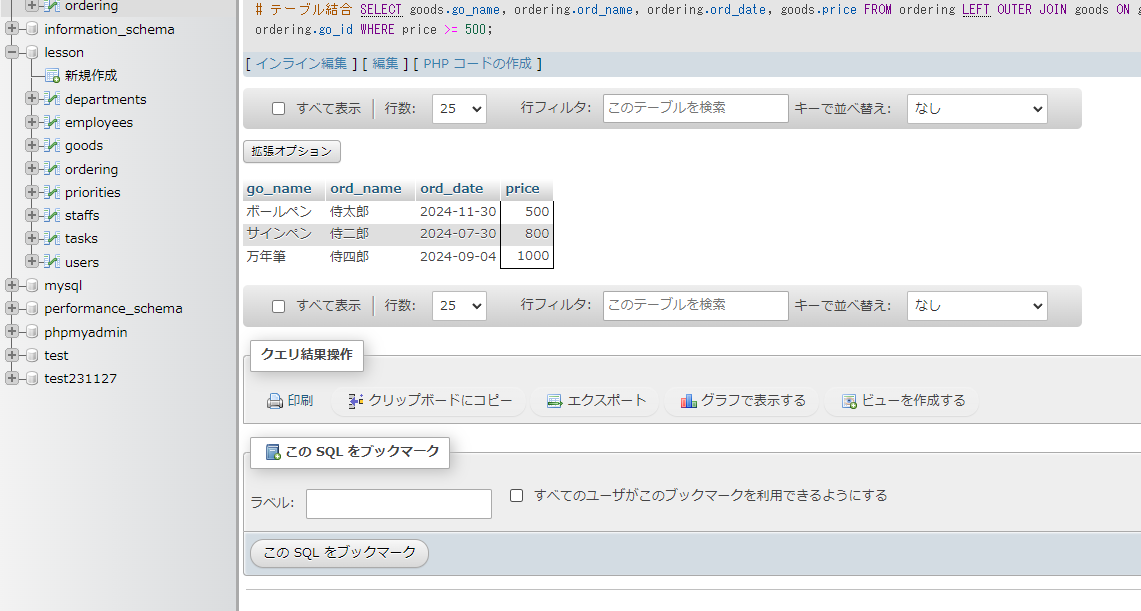 ordering
information_schema
lesson
新規作成
departments
employees
goods
ordering
priorities
staffs
tasks
users
mysql
performance_schema
phpmyadmin
test
test231127
# テーブル結合 SELECT goods.go_name, ordering.ord_name, ordering.ord_date, goods.price FROM ordering LEFT OUTER JOIN goods ON
ordering.go_id WHERE price >= 500;
[ インライン編集 ] [ 編集 ] [ PHP コードの作成 ]
すべて表示 行数: 25 行フィルタ: このテーブルを検索 キーで並べ替え: なし
拡張オプション
go_name ord_name ord_date price
ボールペン 侍太郎 2024-11-30 500
サインペン 侍二郎 2024-07-30 800
万年筆 侍四郎 2024-09-04 1000
すべて表示 行数: 25 行フィルタ: このテーブルを検索 キーで並べ替え: なし
クエリ結果操作
印刷 クリップボードにコピー エクスポート グラフで表示する ビューを作成する
この SQL をブックマーク
ラベル: すべてのユーザがこのブックマークを利用できるようにする
この SQL をブックマーク